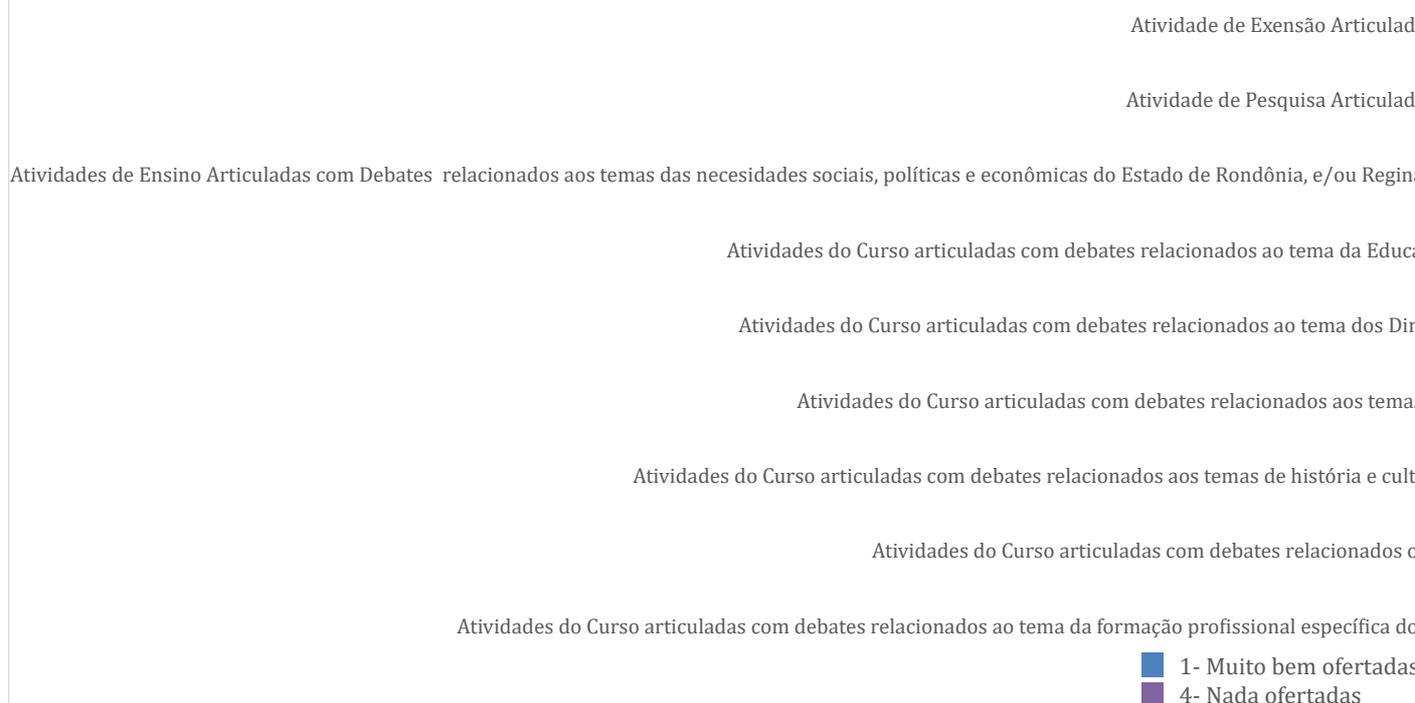 Atividade de Exensão Articulad
Atividade de Pesquisa Articulad
Atividades de Ensino Articuladas com Debates  relacionados aos temas das necesidades sociais, políticas e econômicas do Estado de Rondônia, e/ou Regin
Atividades do Curso articuladas com debates relacionados ao tema da Educa
Atividades do Curso articuladas com debates relacionados ao tema dos Dir
Atividades do Curso articuladas com debates relacionados aos temas
Atividades do Curso articuladas com debates relacionados aos temas de história e cult
Atividades do Curso articuladas com debates relacionados o
Atividades do Curso articuladas com debates relacionados ao tema da formação profissional específica do
1- Muito bem ofertadas
4- Nada ofertadas